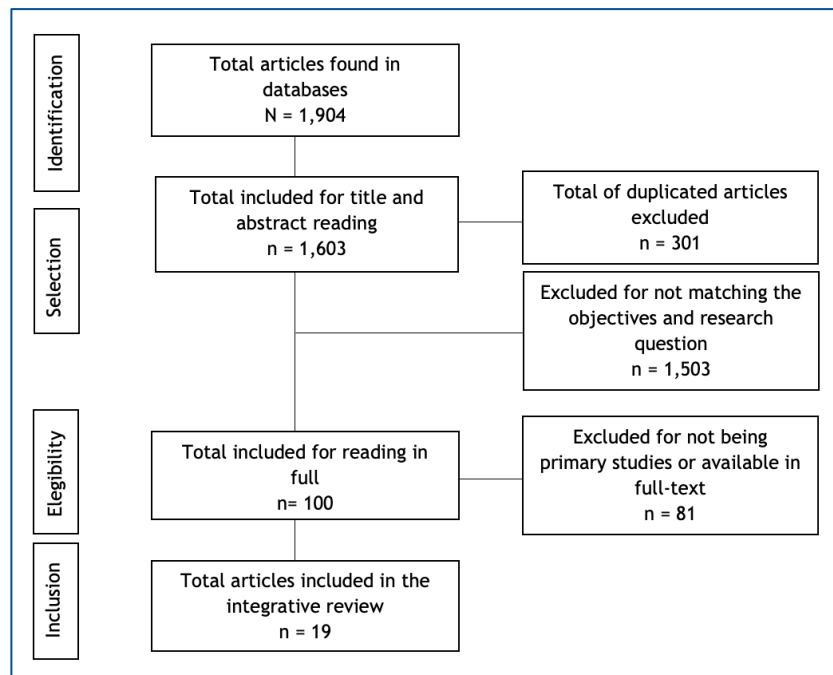 Identification
Total articles found in
databases
N = 1,904
Selection
Total included for title and
abstract reading
n = 1,603
Total of duplicated articles
excluded
n = 301
Excluded for not matching the
objectives and research
question
n = 1,503
Elegibility
Total included for reading in
full
n= 100
Excluded for not being
primary studies or available in
full-text
n = 81
Inclusion
Total articles included in the
integrative review
n = 19